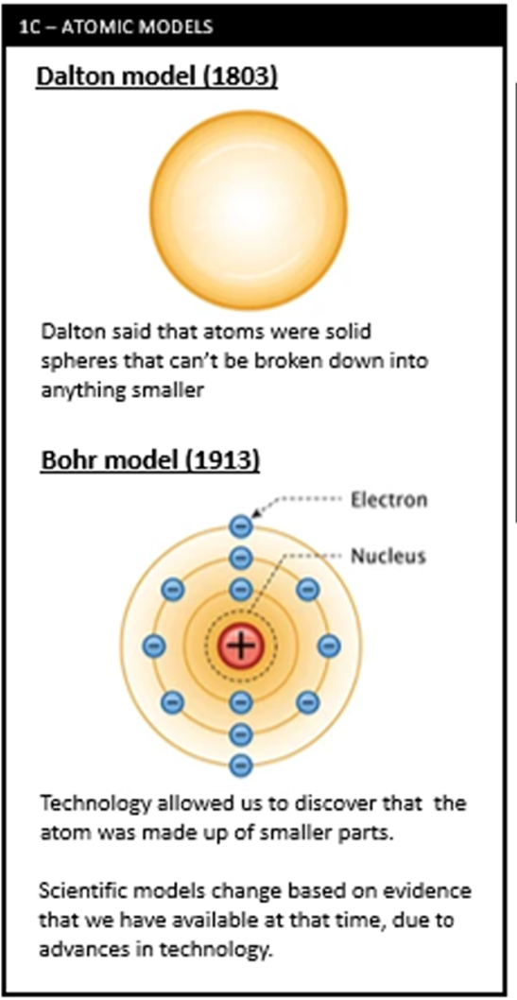 1C – ATOMIC MODELS
Dalton model (1803)
Dalton said that atoms were solid
spheres that can't be broken down into
anything smaller
Bohr model (1913)
Electron
Nucleus
Technology allowed us to discover that the
atom was made up of smaller parts.
Scientific models change based on evidence
that we have available at that time, due to
advances in technology.